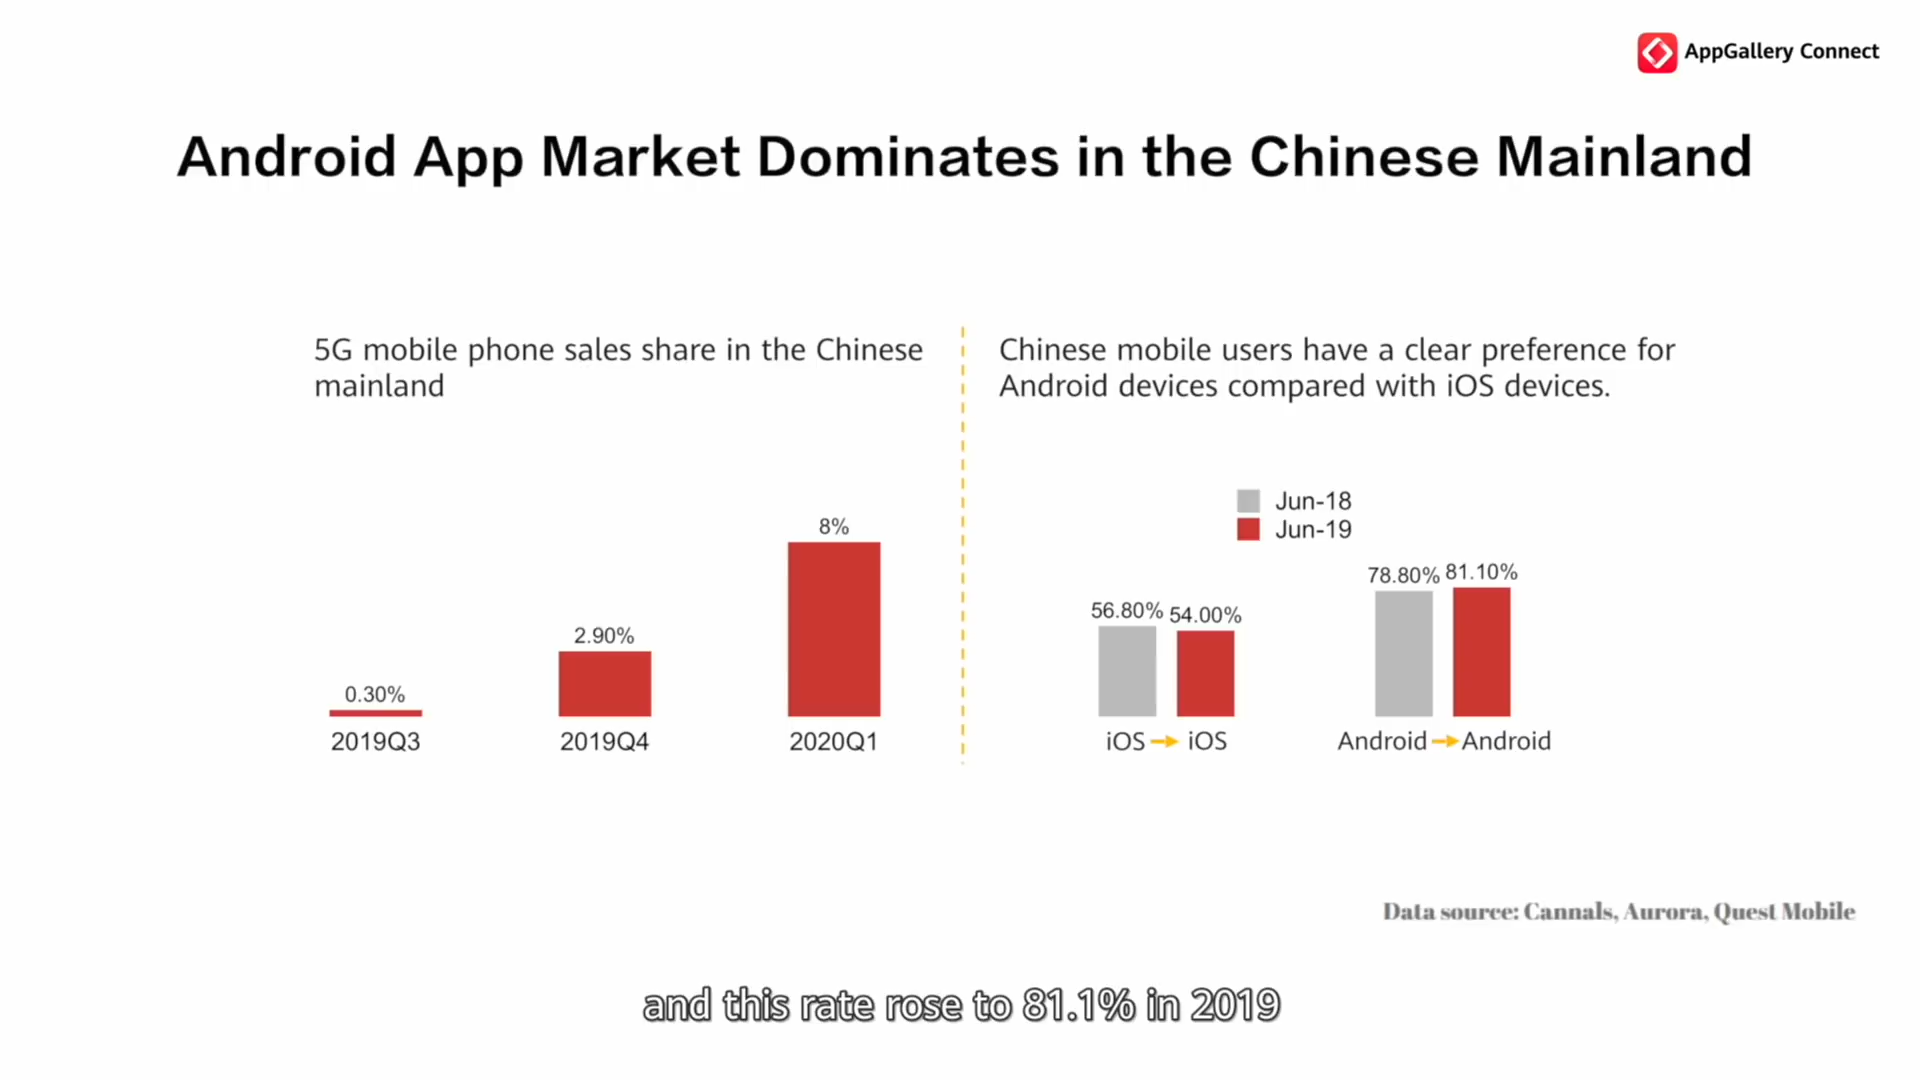 AppGallery Connect
Android App Market Dominates in the Chinese Mainland
5G mobile phone sales share in the Chinese
mainland
0.30%
2.90%
8%
2019Q3
2019Q4
2020Q1
Chinese mobile users have a clear preference for
Android devices compared with iOS devices.
Jun-18
Jun-19
56.80% 54.00%
78.80% 81.10%
iOS iOS
Android Android
Data source: Cannals, Aurora, Quest Mobile
and this rate rose to 81.1% in 2019